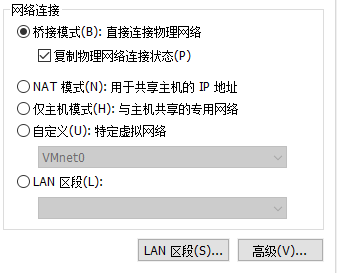 网络连接
桥接模式(B): 直接连接物理网络
复制物理网络连接状态(P)
NAT 模式(N): 用于共享主机的 IP 地址
仅主机模式(H): 与主机共享的专用网络
自定义(U): 特定虚拟网络
VMnet0
LAN 区段(L):
LAN 区段(S)... 高级(V)...